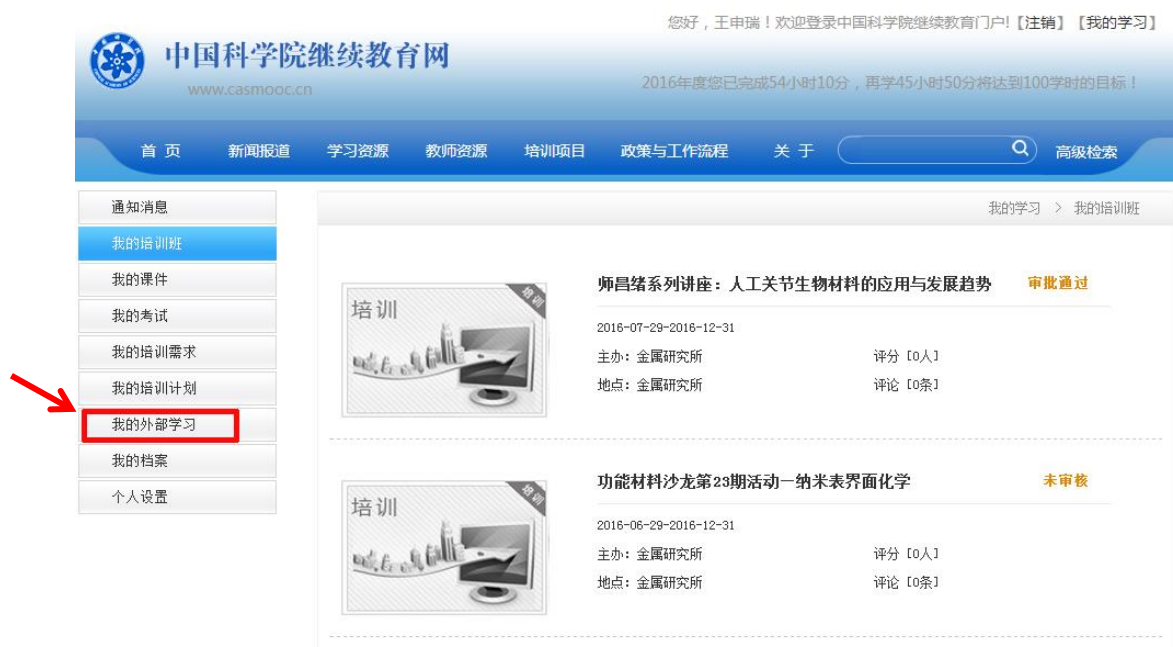 您好，王申瑞！欢迎登录中国科学院继续教育门户!【注销】【我的学习】
中国科学院继续教育网
www.casmooc.cn
2016年度您已完成54小时10分，再学45小时50分将达到100学时的目标！
首 页 新闻报道 学习资源 教师资源 培训项目 政策与工作流程 关 于 高级检索
通知消息
我的培训班
我的课件
我的考试
我的培训需求
我的培训计划
我的外部学习
我的档案
个人设置
我的学习 > 我的培训班
培训
培训
师昌绪系列讲座：人工关节生物材料的应用与发展趋势 审批通过
2016-07-29-2016-12-31
主办：金属研究所 评分【0人】
地点：金属研究所 评论【0条】
培训
培训
功能材料沙龙第23期活动—纳米表界面化学 未审核
2016-06-29-2016-12-31
主办：金属研究所 评分【0人】
地点：金属研究所 评论【0条】